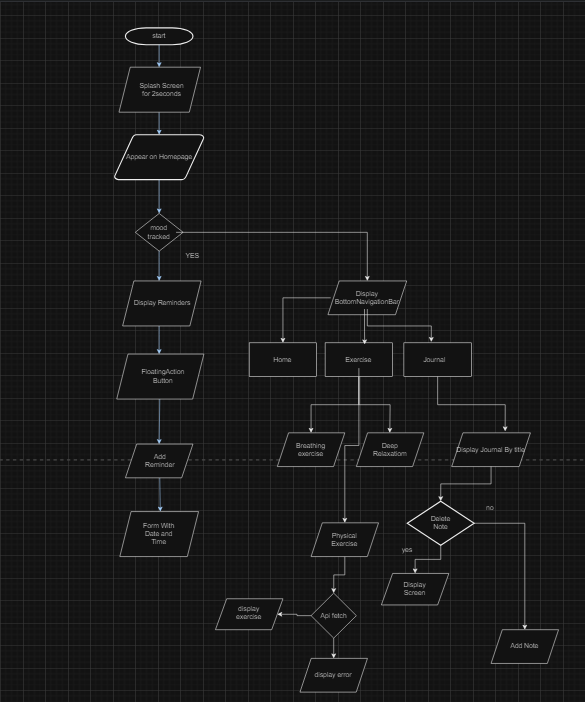 start
Splash Screen
for 2seconds
Appear on Homepage
mood
tracked
YES
Display Reminders
FloatingAction
Button
Add
Reminder
Form With
Date and
Time
Display
BottomNavigationBar
Home
Exercise
Journal
Breathing
exercise
Deep
Relaxatiom
Display Journal By title
Physical
Exercise
Delete
Note
no
yes
Display
Screen
Api fetch
display
exercise
display error
Add Note